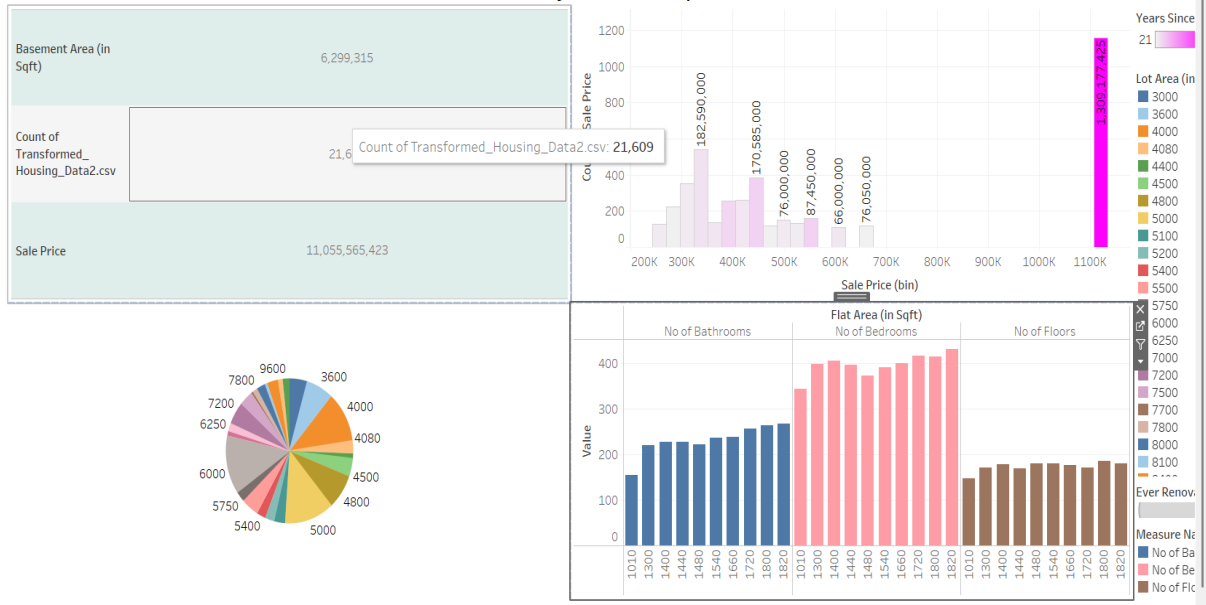 Basement Area (in
Sqft)
6,299,315
Count of
Transformed_
Housing_Data2.csv
21,6
Count of Transformed_Housing_Data2.csv: 21,609
Sale Price
11,055,565,423
1200
1000
800
400
200
0
Sale Price
182,590,000
170,585,000
76,000,000
87,450,000
66,000,000
76,050,000
1,309,177,425
200K 300K 400K 500K 600K 700K 800K 900K 1000K 1100K
Sale Price (bin)
Years Since
21
Lot Area (in
3000
3600
4000
4080
4400
4500
4800
5000
5100
5200
5400
5500
5750
6000
6250
7000
7200
7500
7700
7800
8000
8100
Ever Renova
Measure Na
No of Ba
No of Be
No of Flo
9600
7800
3600
7200
4000
6250
4080
6000
4500
5750
4800
5400
5000
Flat Area (in Sqft)
No of Bathrooms No of Bedrooms No of Floors
Value
400
300
200
100
0
1010 1300 1400 1440 1480 1540 1660 1720 1800 1820
1010 1300 1400 1440 1480 1540 1660 1720 1800 1820
1010 1300 1400 1440 1480 1540 1660 1720 1800 1820